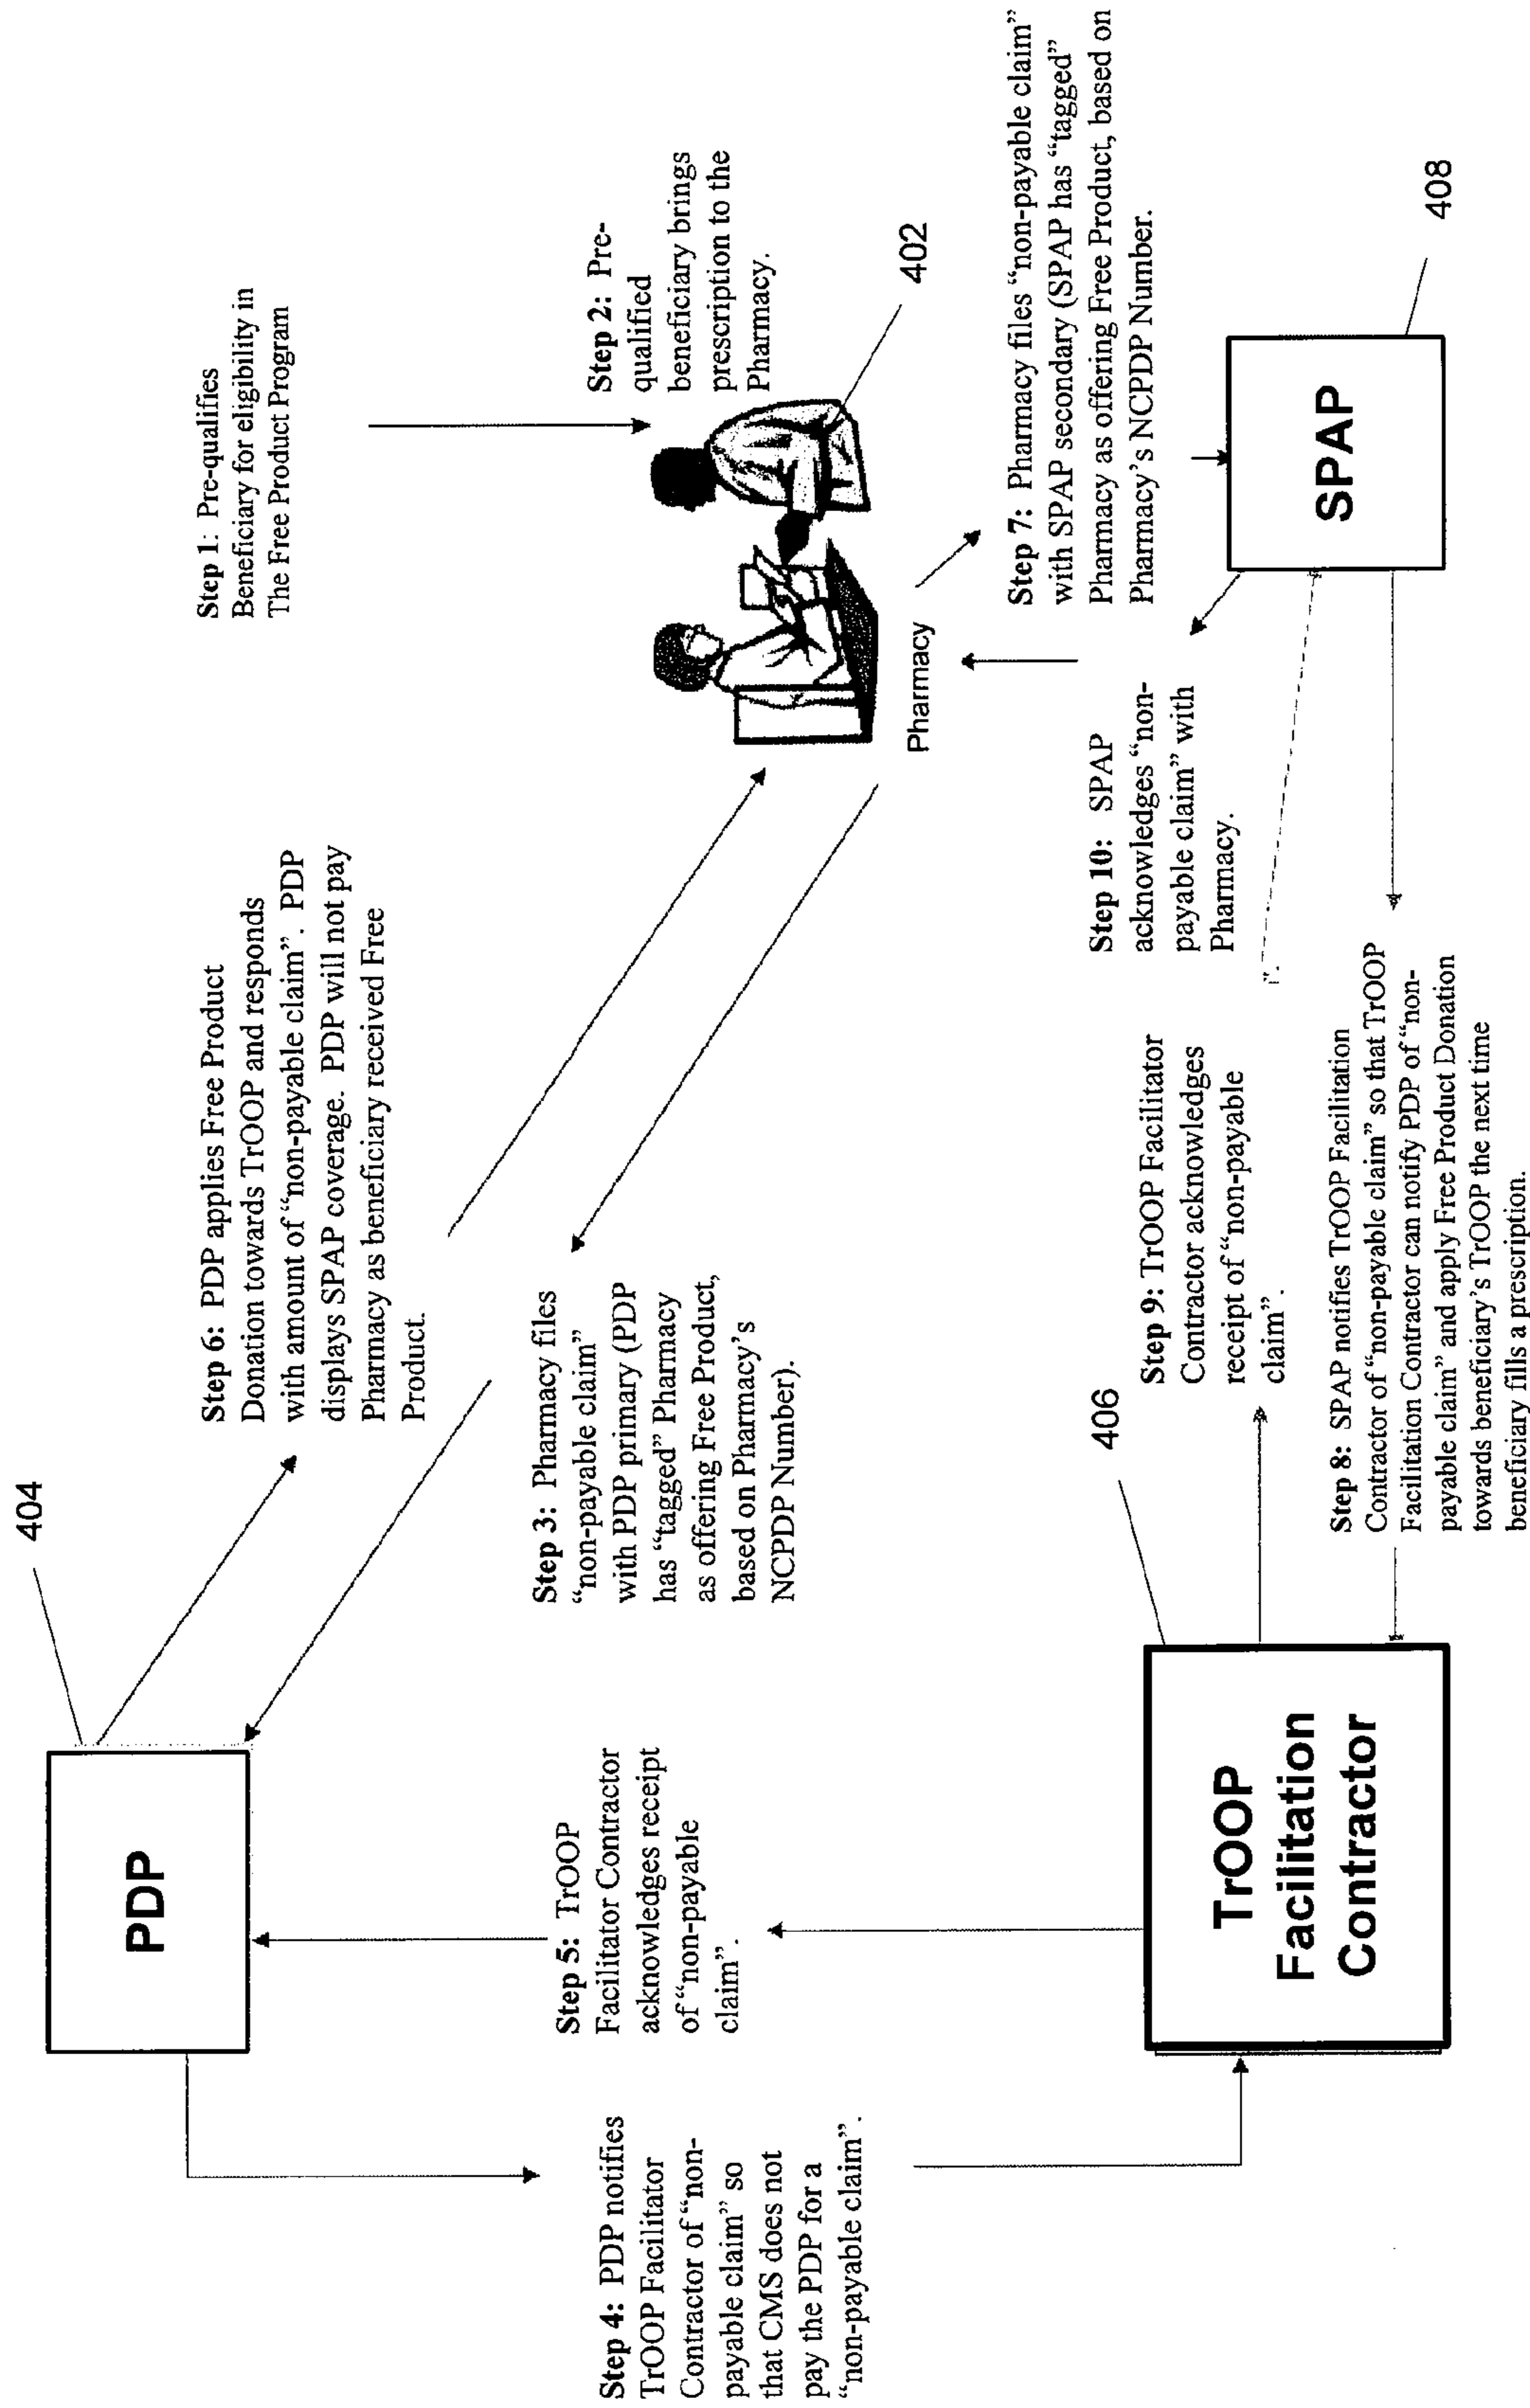 404
PDP
Step 6: PDP applies Free Product
Donation towards TrOOP and responds
with amount of “non-payable claim”. PDP
displays SPAP coverage. PDP will not pay
Pharmacy as beneficiary received Free
Product.
Step 1: Pre-qualifies
Beneficiary for eligibility in
The Free Product Program
Step 4: PDP notifies
TrOOP Facilitator
Contractor of “non-
payable claim” so
that CMS does not
pay the PDP for a
“non-payable claim”.
Step 5: TrOOP
Facilitator Contractor
acknowledges receipt
of “non-payable
claim”.
Step 3: Pharmacy files
“non-payable claim”
with PDP primary (PDP
has “tagged” Pharmacy
as offering Free Product,
based on Pharmacy’s
NCPDP Number).
Step 2: Pre-
qualified
beneficiary brings
prescription to the
Pharmacy.
Pharmacy
402
406
TrOOP
Facilitation
Contractor
Step 9: TrOOP Facilitator
Contractor acknowledges
receipt of “non-payable
claim”.
Step 10: SPAP
acknowledges “non-
payable claim” with
Pharmacy.
Step 7: Pharmacy files “non-payable claim”
with SPAP secondary (SPAP has “tagged”
Pharmacy as offering Free Product, based on
Pharmacy’s NCPDP Number.
SPAP
408
Step 8: SPAP notifies TrOOP Facilitation
Contractor of “non-payable claim” so that TrOOP
Facilitation Contractor can notify PDP of “non-
payable claim” and apply Free Product Donation
towards beneficiary’s TrOOP the next time
beneficiary fills a prescription.